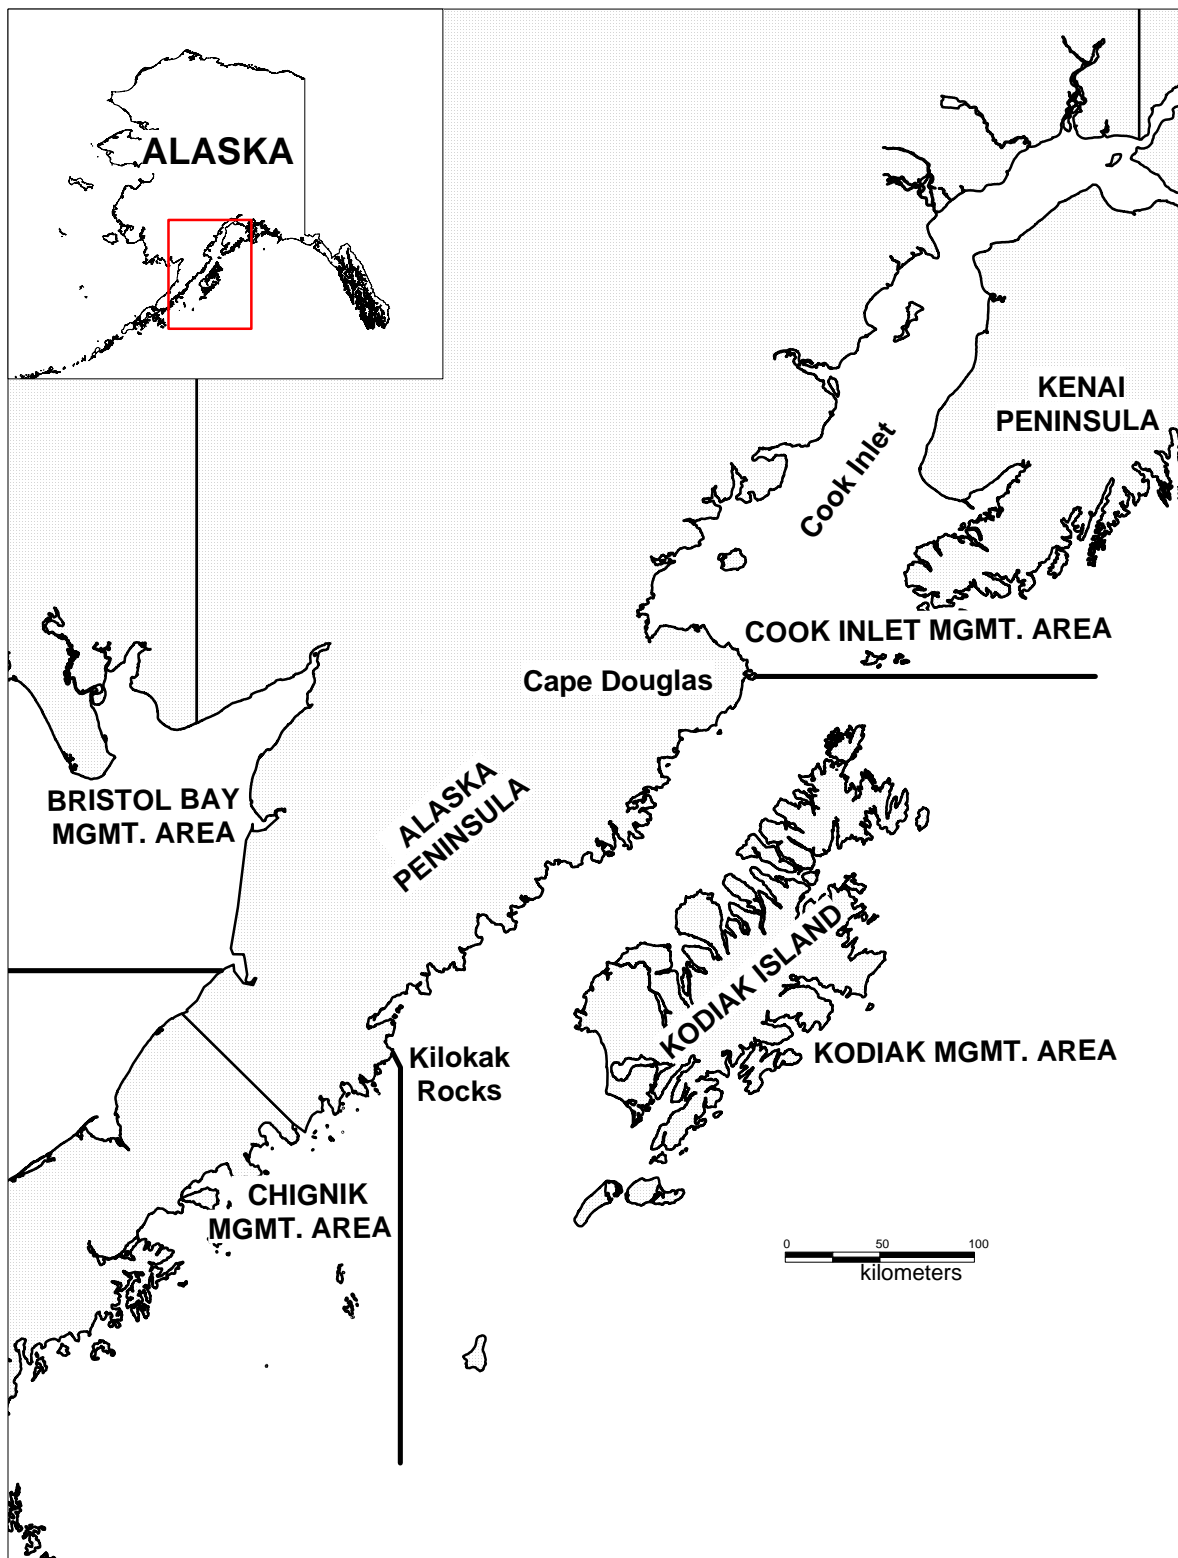 ALASKA
KENAI
PENINSULA
Cook Inlet
COOK INLET MGMT. AREA
Cape Douglas
BRISTOL BAY
MGMT. AREA
ALASKA
PENINSULA
KODIAK ISLAND
Kilokak
Rocks
KODIAK MGMT. AREA
CHIGNIK
MGMT. AREA
0 50 100
kilometers